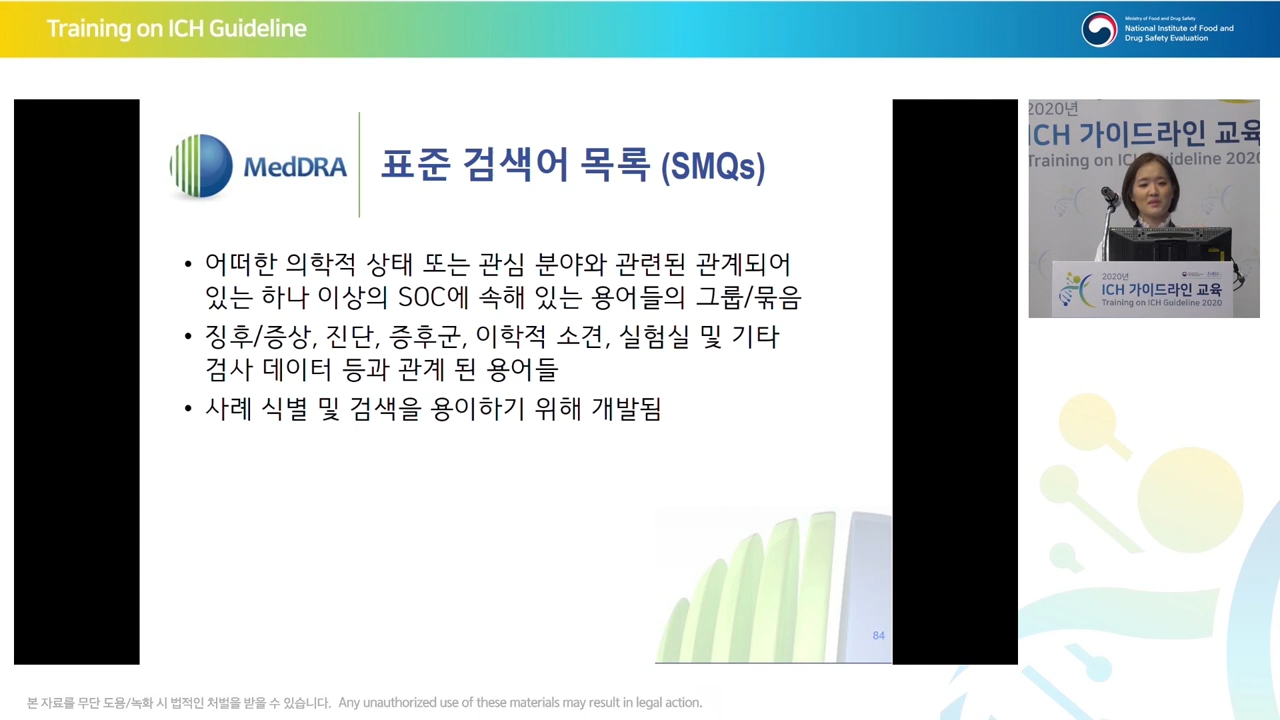 Training on ICH Guideline
Ministry of Food and Drug Safety
National Institute of Food and
Drug Safety Evaluation
MedDRA
표준 검색어 목록 (SMQs)
• 어떠한 의학적 상태 또는 관심 분야와 관련된 관계되어
있는 하나 이상의 SOC에 속해 있는 용어들의 그룹/묶음
• 징후/증상, 진단, 증후군, 이학적 소견, 실험실 및 기타
검사 데이터 등과 관계 된 용어들
• 사례 식별 및 검색을 용이하기 위해 개발됨
84
2020년
ICH 가이드라인 교육
Training on ICH Guideline 2020
2020년
ICH 가이드라인 교육
Training on ICH Guideline 2020
본 자료를 무단 도용/녹화 시 법적인 처벌을 받을 수 있습니다. Any unauthorized use of these materials may result in legal action.